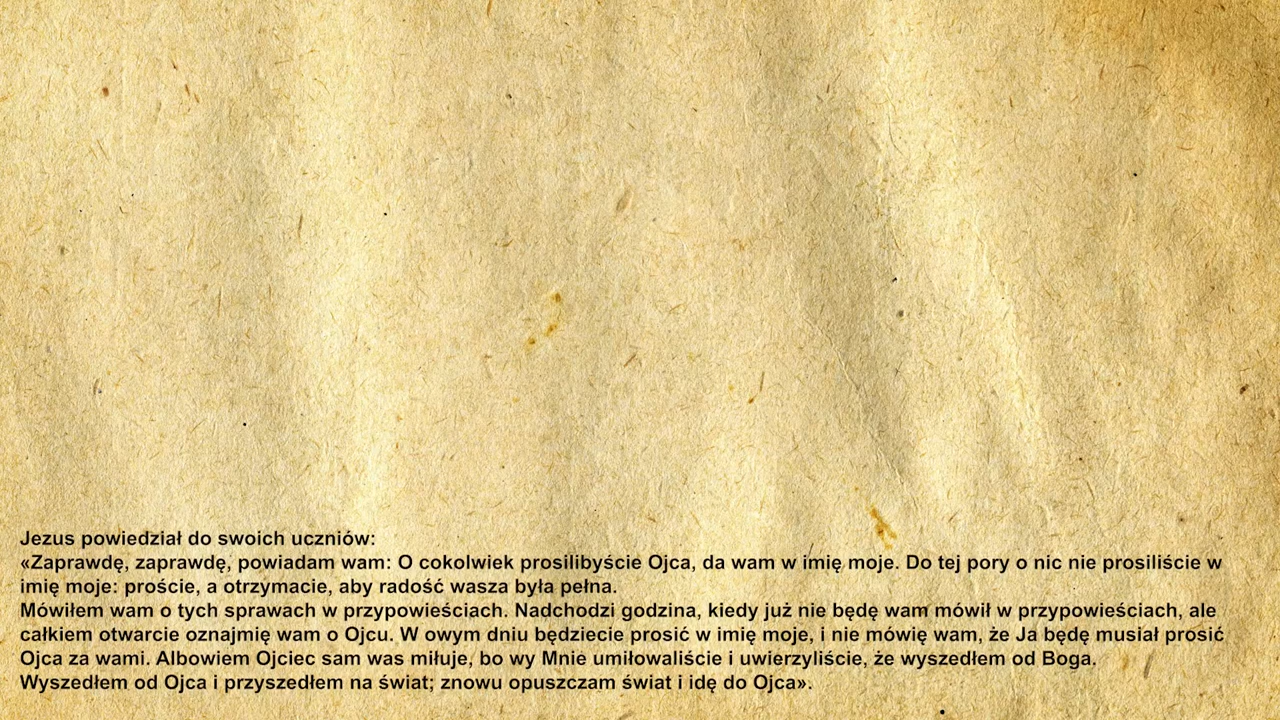 Jezus powiedział do swoich uczniów:
«Zaprawdę, zaprawdę, powiadam wam: O cokolwiek prosilibyście Ojca, da wam w imię moje. Do tej pory o nic nie prosiliście w
imię moje: proście, a otrzymacie, aby radość wasza była pełna.
Mówiłem wam o tych sprawach w przypowieściach. Nadchodzi godzina, kiedy już nie będę wam mówił w przypowieściach, ale
całkiem otwarcie oznajmię wam o Ojcu. W owym dniu będziecie prosić w imię moje, i nie mówię wam, że Ja będę musiał prosić
Ojca za wami. Albowiem Ojciec sam was miłuje, bo wy Mnie umiłowaliście i uwierzyliście, że wyszedłem od Boga.
Wyszedłem od Ojca i przyszedłem na świat; znowu opuszczam świat i idę do Ojca».